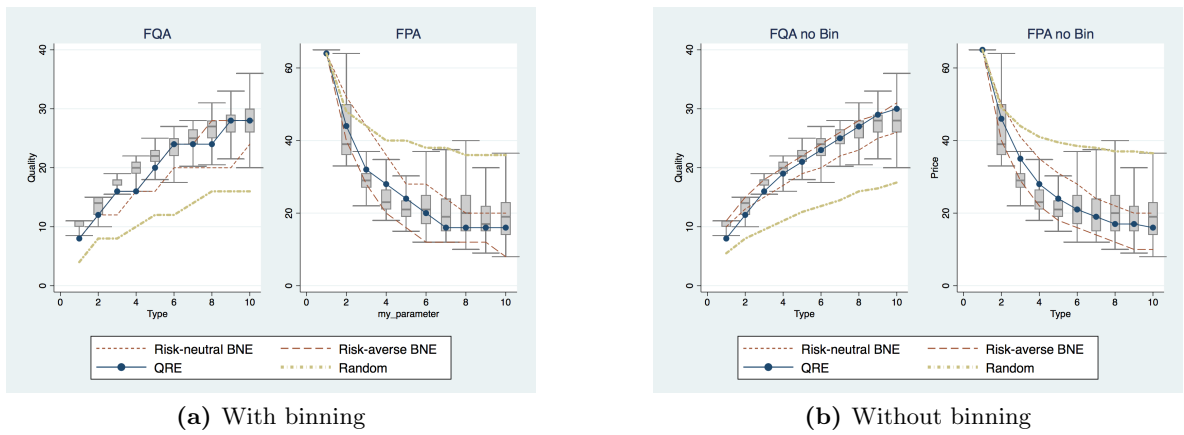 FQA
FPA
Quality
40
30
20
10
0
60
40
20
0
0 2 4 6 8 10
Type
0 2 4 6 8 10
my_parameter
Risk-neutral BNE
Risk-averse BNE
QRE
Random
(a) With binning
FQA no Bin
FPA no Bin
Quality
40
30
20
10
0
Price
60
40
20
0
0 2 4 6 8 10
Type
0 2 4 6 8 10
Type
Risk-neutral BNE
Risk-averse BNE
QRE
Random
(b) Without binning